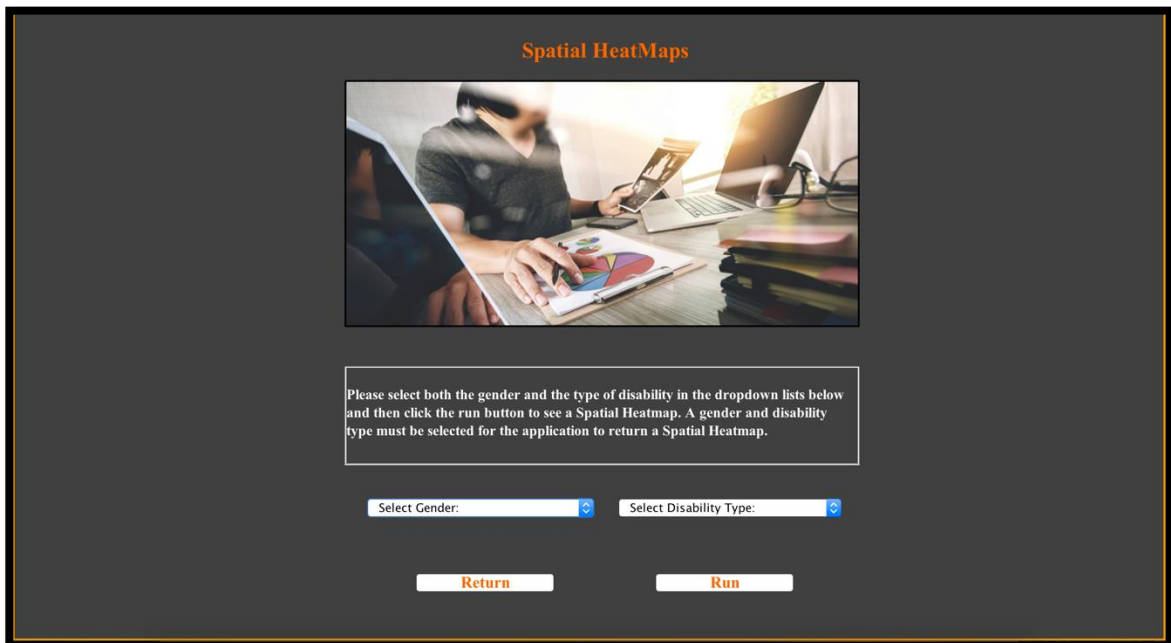 Spatial HeatMaps
Please select both the gender and the type of disability in the dropdown lists below
and then click the run button to see a Spatial Heatmap. A gender and disability
type must be selected for the application to return a Spatial Heatmap.
Select Gender: Select Disability Type:
Return Run